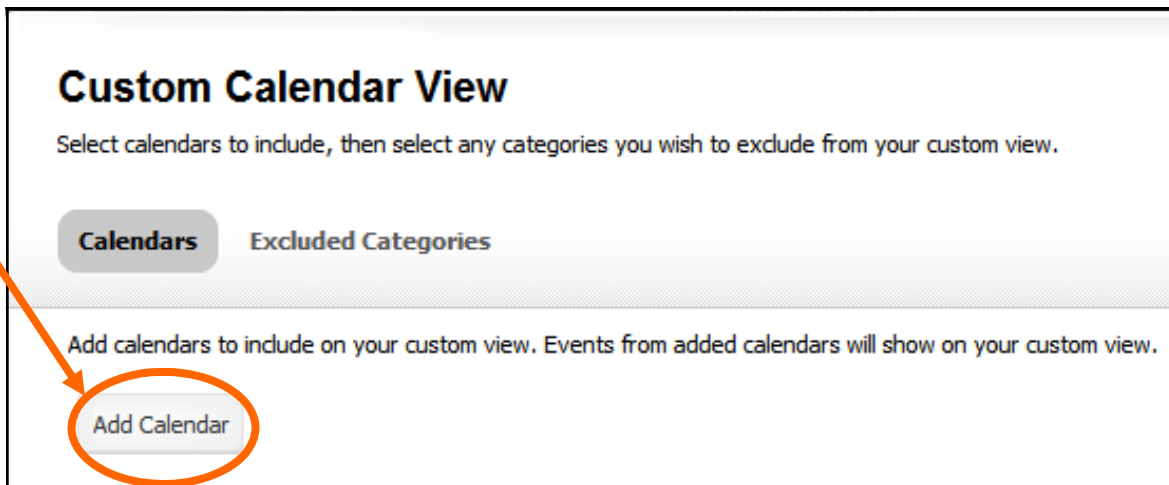 Custom Calendar View
Select calendars to include, then select any categories you wish to exclude from your custom view.
Calendars Excluded Categories
Add calendars to include on your custom view. Events from added calendars will show on your custom view.
Add Calendar